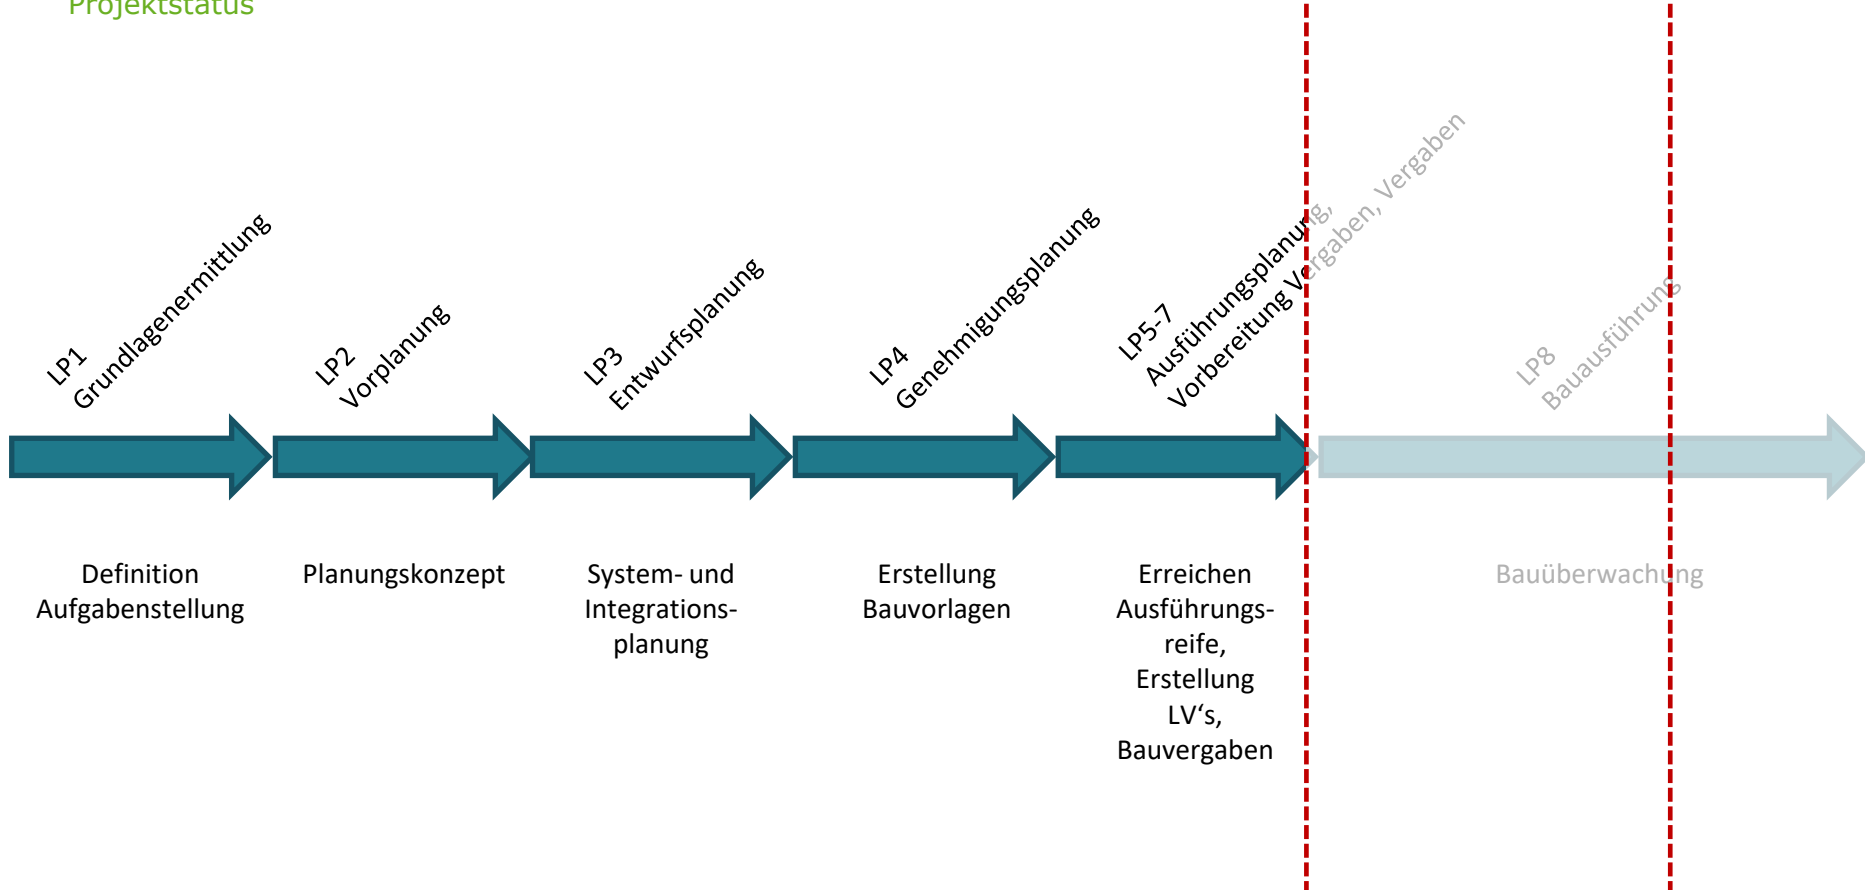 Projektstatus
LP1
Grundlagenermittlung
LP2
Vorplanung
LP3
Entwurfsplanung
LP4
Genehmigungsplanung
LP5-7
Ausführungsplanung,
Vorbereitung Vergaben, Vergaben
LP8
Bauausführung
Definition
Aufgabenstellung
Planungskonzept
System- und
Integrations-
planung
Erstellung
Bauvorlagen
Erreichen
Ausführungs-
reife,
Erstellung
LV‘s,
Bauvergaben
Bauüberwachung